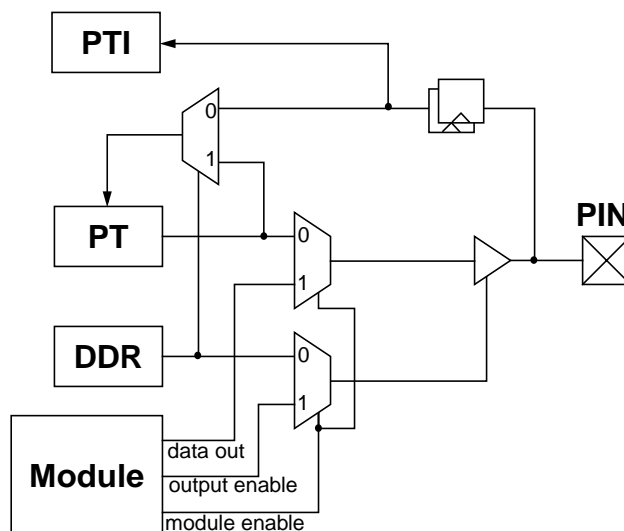 PTI
0
1
PT
PIN
0
1
DDR
0
1
Module
data out
output enable
module enable